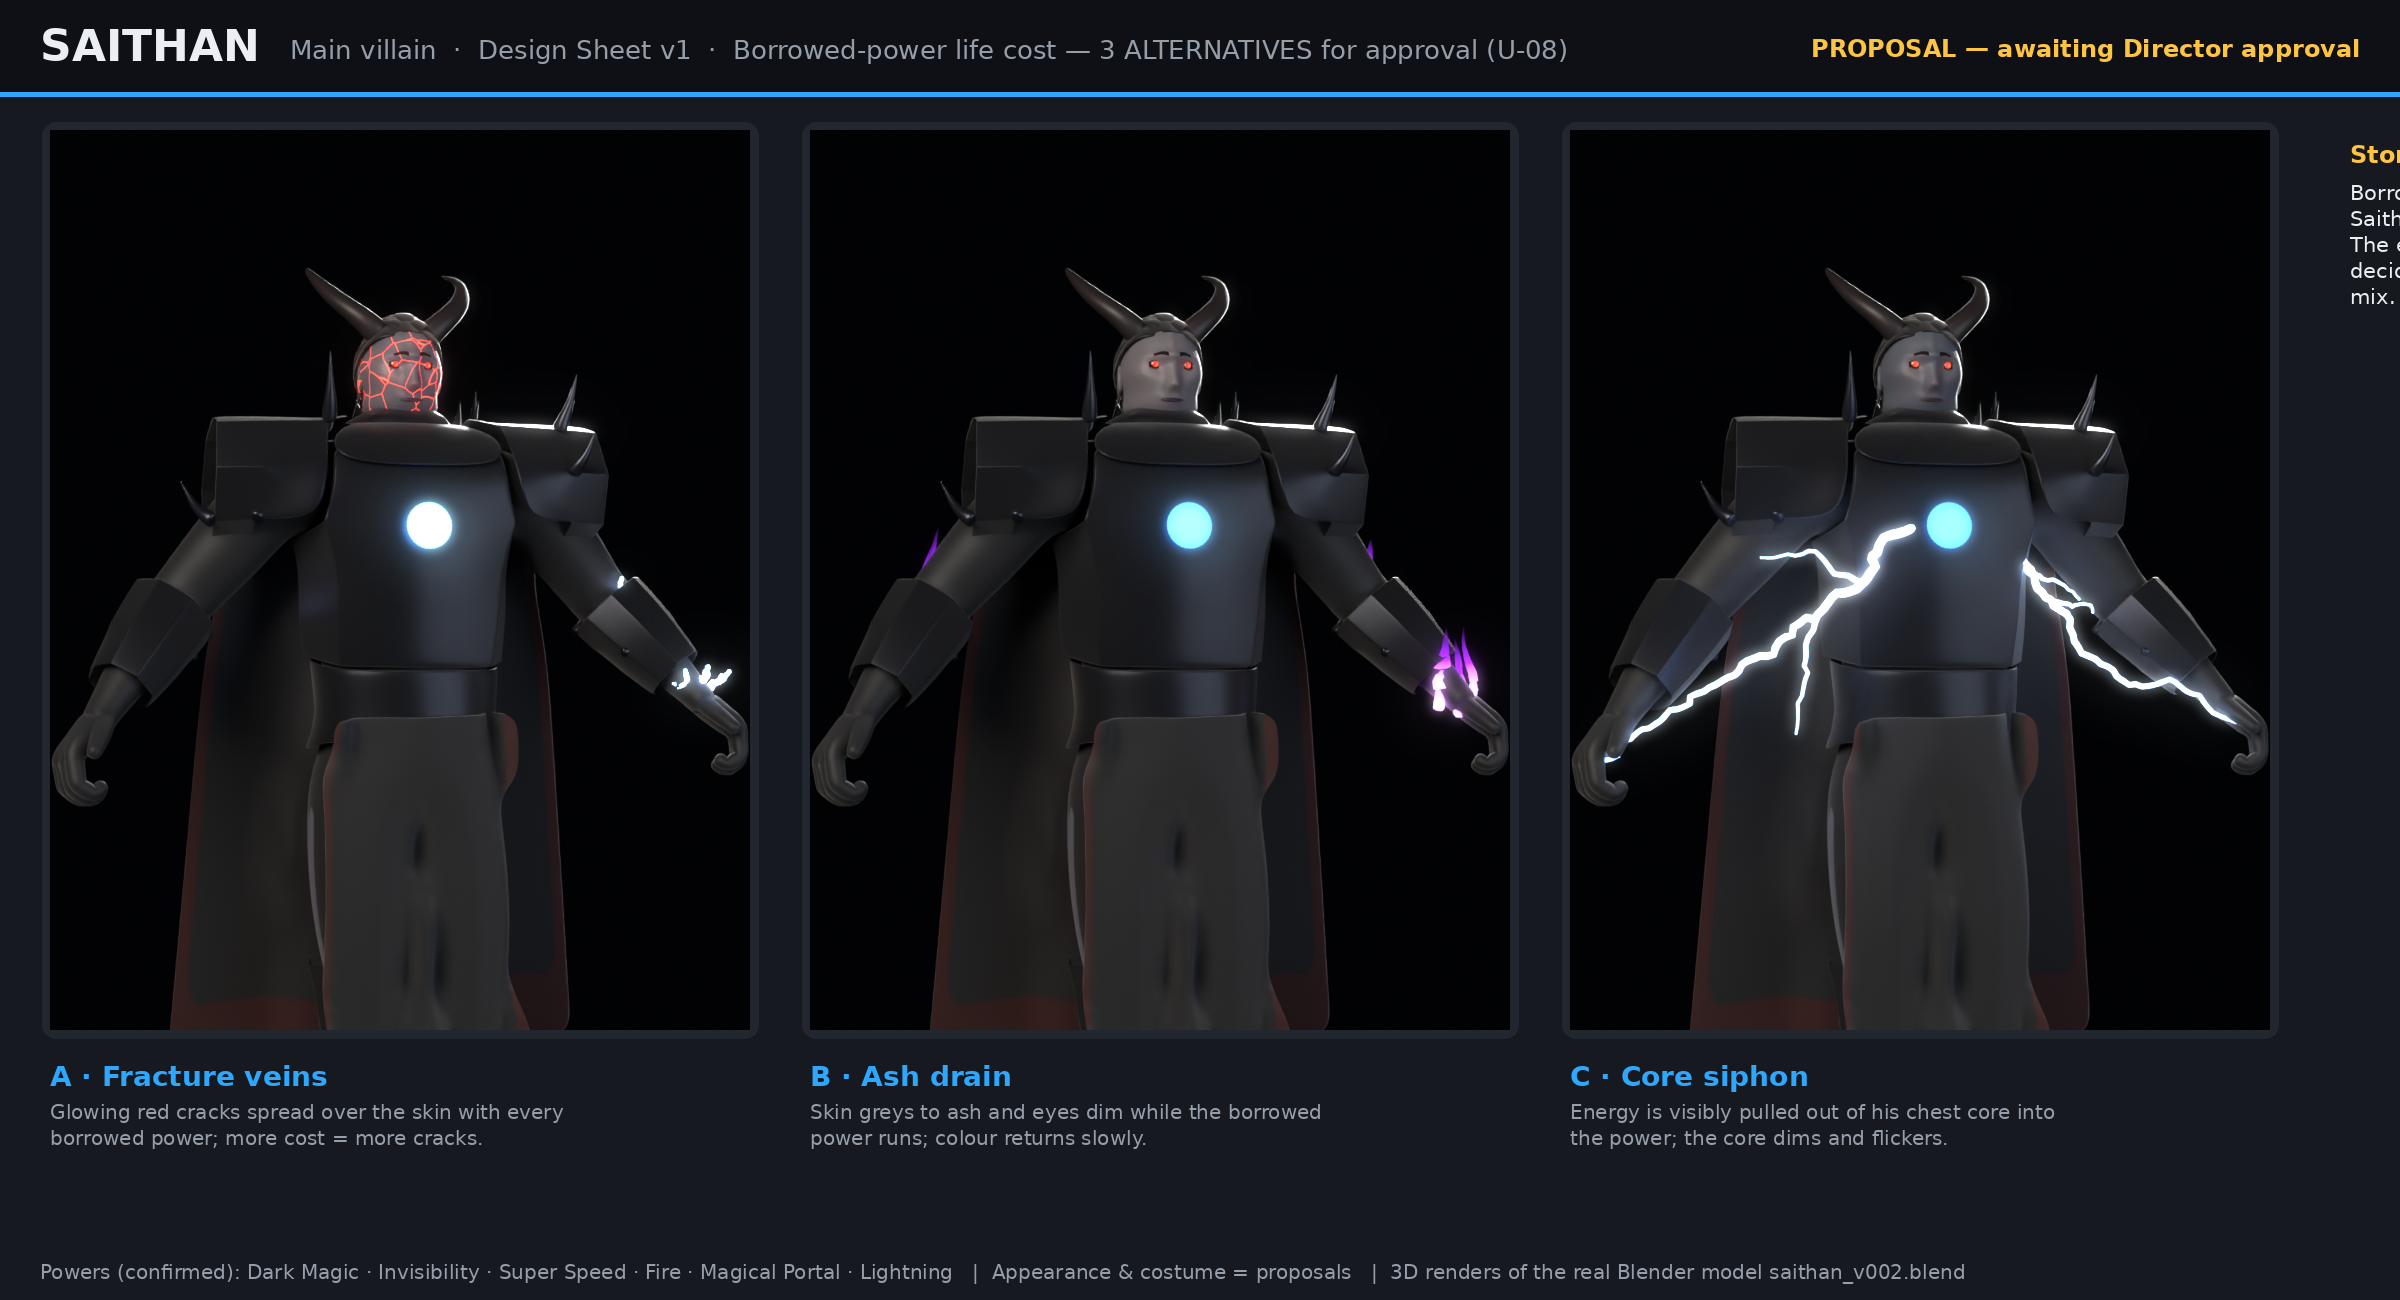 SAITHAN Main villain · Design Sheet v1 · Borrowed-power life cost — 3 ALTERNATIVES for approval (U-08) PROPOSAL — awaiting Director approval
A · Fracture veins
Glowing red cracks spread over the skin with every
borrowed power; more cost = more cracks.
B · Ash drain
Skin greys to ash and eyes dim while the borrowed
power runs; colour returns slowly.
C · Core siphon
Energy is visibly pulled out of his chest core into
the power; the core dims and flickers.
The
mix.
Powers (confirmed): Dark Magic · Invisibility · Super Speed · Fire · Magical Portal · Lightning | Appearance & costume = proposals | 3D renders of the real Blender model saithan_v002.blend